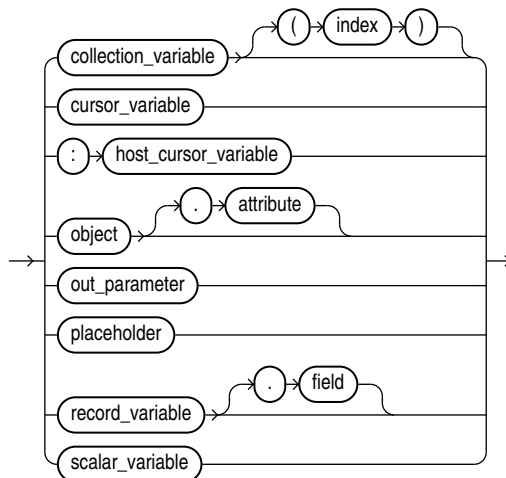 ( index )
collection_variable
cursor_variable
: host_cursor_variable
. attribute
object
out_parameter
placeholder
. field
record_variable
scalar_variable